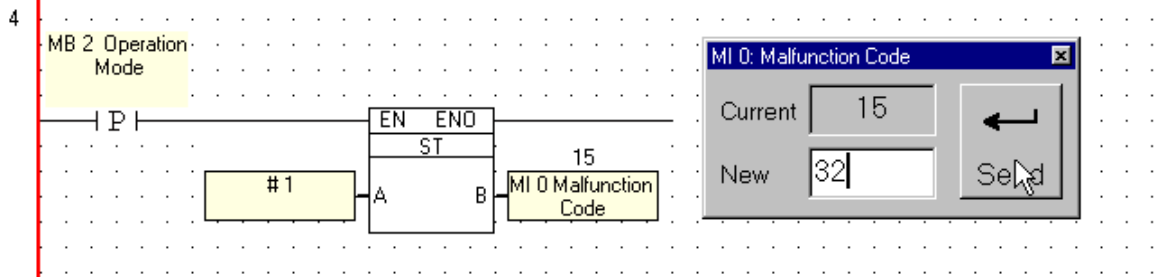 4
MB 2 Operation
Mode
P
EN ENO
ST
#1
A
B
15
MI 0 Malfunction
Code
MI 0: Malfunction Code
Current 15
New 32
Send